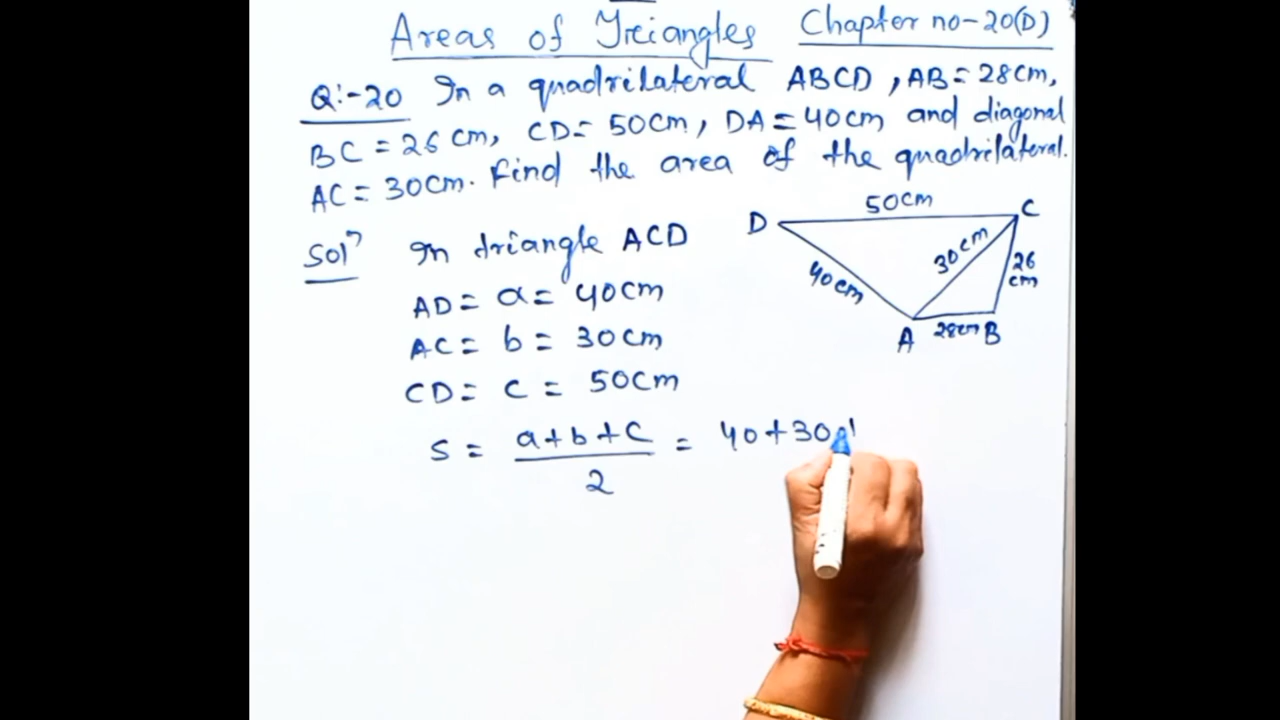 Areas of Triangles Chapter no-20(D)
Q:-20 In a quadrilateral ABCD, AB = 28cm,
BC = 26 cm, CD = 50cm, DA = 40cm and diagonal
AC = 30cm. Find the area of the quadrilateral.
Solⁿ In triangle ACD
AD = a = 40cm
AC = b = 30cm
CD = c = 50cm
S = a+b+c / 2 = 40+30
50cm
D
C
40cm
30cm
26
cm
A
28cm
B